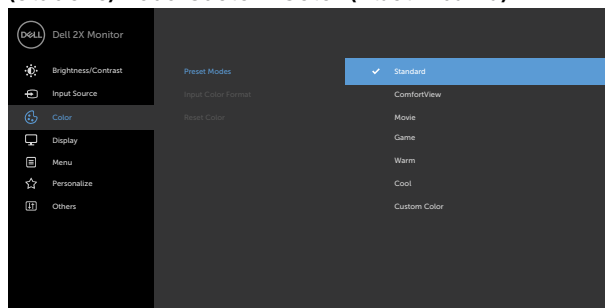 DELL
Dell 2X Monitor
Brightness/Contrast
Input Source
Color
Display
Menu
Personalize
Others
Preset Modes
Input Color Format
Reset Color
Standard
ComfortView
Movie
Game
Warm
Cool
Custom Color